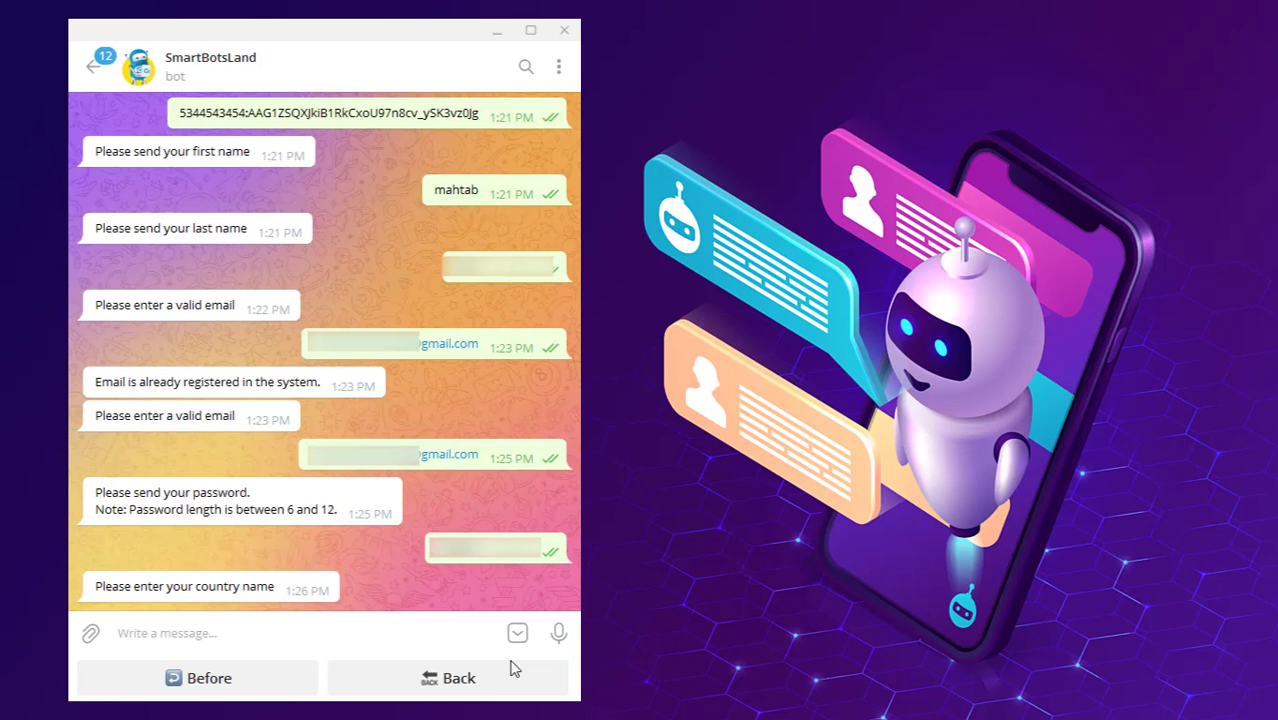 12
SmartBotsLand
bot
5344543454:AAG1ZSQXJkiB1RkCxoU97n8cv_ySK3vz0Jg 1:21 PM
Please send your first name 1:21 PM
mahtab 1:21 PM
Please send your last name 1:21 PM
Please enter a valid email 1:22 PM
gmail.com 1:23 PM
Email is already registered in the system. 1:23 PM
Please enter a valid email 1:23 PM
gmail.com 1:25 PM
Please send your password.
Note: Password length is between 6 and 12. 1:25 PM
Please enter your country name 1:26 PM
Write a message...
Before
BACK Back